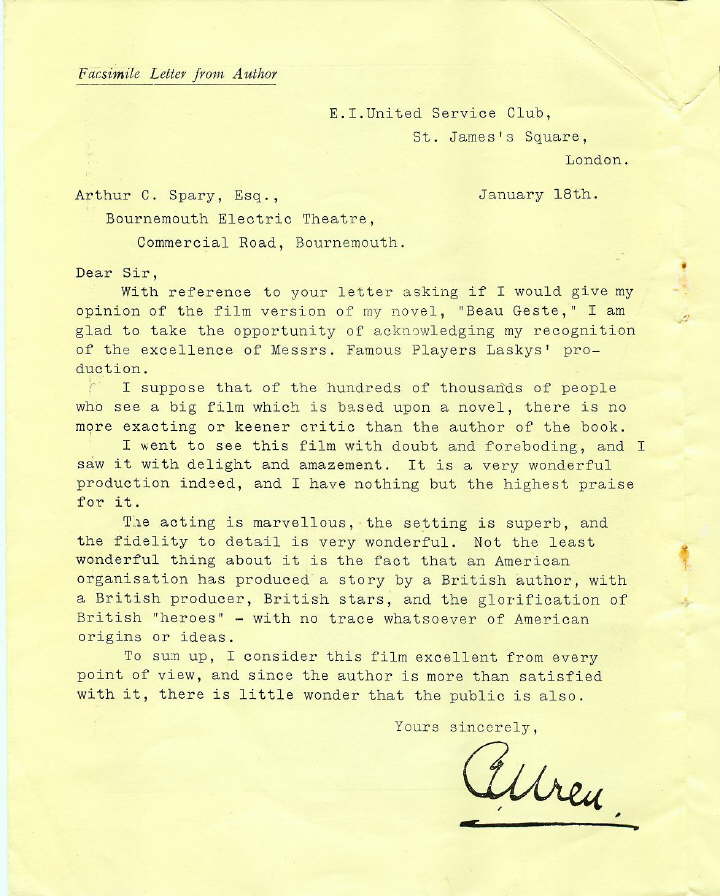 Facsimile Letter from Author
E.I.United Service Club,
St. James's Square,
London.
Arthur C. Spary, Esq.,
January 18th.
Bournemouth Electric Theatre,
Commercial Road, Bournemouth.
Dear Sir,
With reference to your letter asking if I would give my
opinion of the film version of my novel, "Beau Geste," I am
glad to take the opportunity of acknowledging my recognition
of the excellence of Messrs. Famous Players Laskys' pro-
duction.
I suppose that of the hundreds of thousands of people
who see a big film which is based upon a novel, there is no
more exacting or keener critic than the author of the book.
I went to see this film with doubt and foreboding, and I
saw it with delight and amazement. It is a very wonderful
production indeed, and I have nothing but the highest praise
for it.
The acting is marvellous, the setting is superb, and
the fidelity to detail is very wonderful. Not the least
wonderful thing about it is the fact that an American
organisation has produced a story by a British author, with
a British producer, British stars, and the glorification of
British "heroes" - with no trace whatsoever of American
origins or ideas.
To sum up, I consider this film excellent from every
point of view, and since the author is more than satisfied
with it, there is little wonder that the public is also.
Yours sincerely,
Wren.